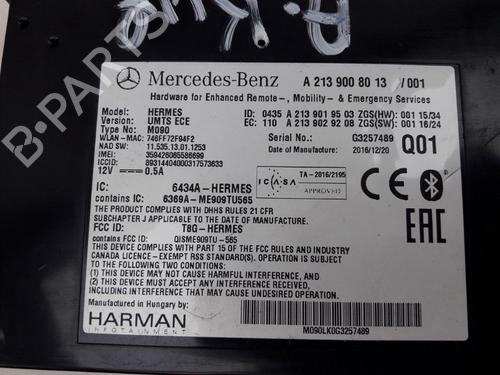 Mercedes-Benz A 213 900 80 13 /001
Hardware for Enhanced Remote-, Mobility- & Emergency Services
Model: HERMES ID: 0435 A 213 901 95 03 ZGS(HW): 001 15/34
Version: UMTS ECE EC: 110 A 213 902 92 08 ZGS(HW): 001 16/24
Type No: M090 Serial No.: G3257489
WLAN-MAC: 746FF72F94F2 Date of Manufacture: 2016/12/20 Q01
NAD SW: 11.535.13.01.1253
IMEI: 359426065586699
ICCID: 89314404000317573633
12V 0.5A
ICASA TA-2016/2195 APPROVED
IC: 6434A-HERMES
contains IC: 6369A-ME909TU565
THE PRODUCT COMPLIES WITH DHHS RULES 21 CFR
SUBCHAPTER J APPLICABLE TO THE DATE OF MANUFACTURE.
FCC ID: T8G-HERMES
contains FCC ID: QISME909TU-565
THIS DEVICE COMPLIES WITH PART 15 OF THE FCC RULES AND INDUSTRY
CANADA LICENCE-EXEMPT RSS STANDARD(S). OPERATION IS SUBJECT
TO THE FOLLOWING TWO CONDITIONS:
(1) THIS DEVICE MAY NOT CAUSE HARMFUL INTERFERENCE, AND
(2) THIS DEVICE MUST ACCEPT ANY INTERFERENCE RECEIVED,
INCLUDING INTERFERENCE THAT MAY CAUSE UNDESIRED OPERATION.
CE
EAC
Manufactured in Hungary by:
HARMAN
INFOTAINMENT
M090LK0G3257489
B-PARTS